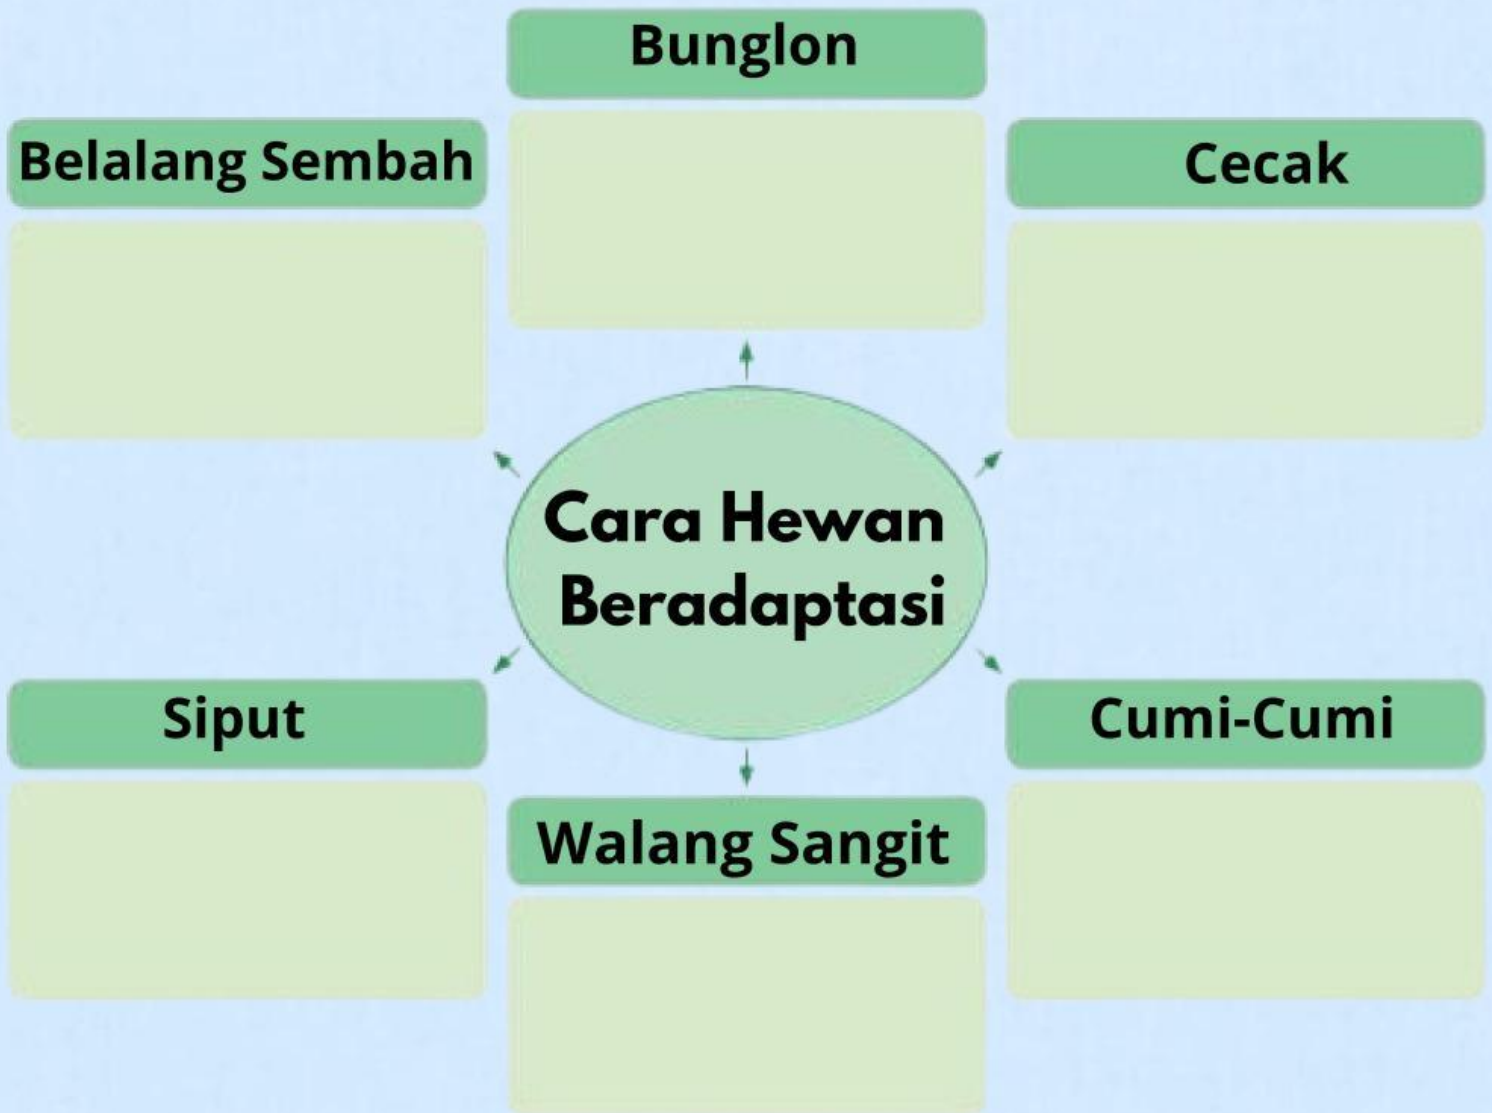 Bunglon
Belalang Sembah
Cecak
Cara Hewan
Beradaptasi
Siput
Cumi-Cumi
Walang Sangit